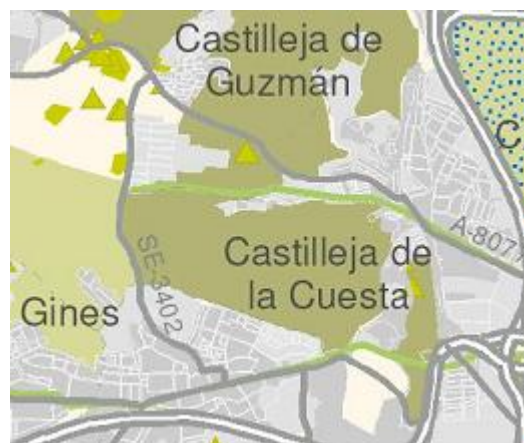 Castilleja de
Guzmán
C
A-8077
SE-3402
Castilleja de
la Cuesta
Gines